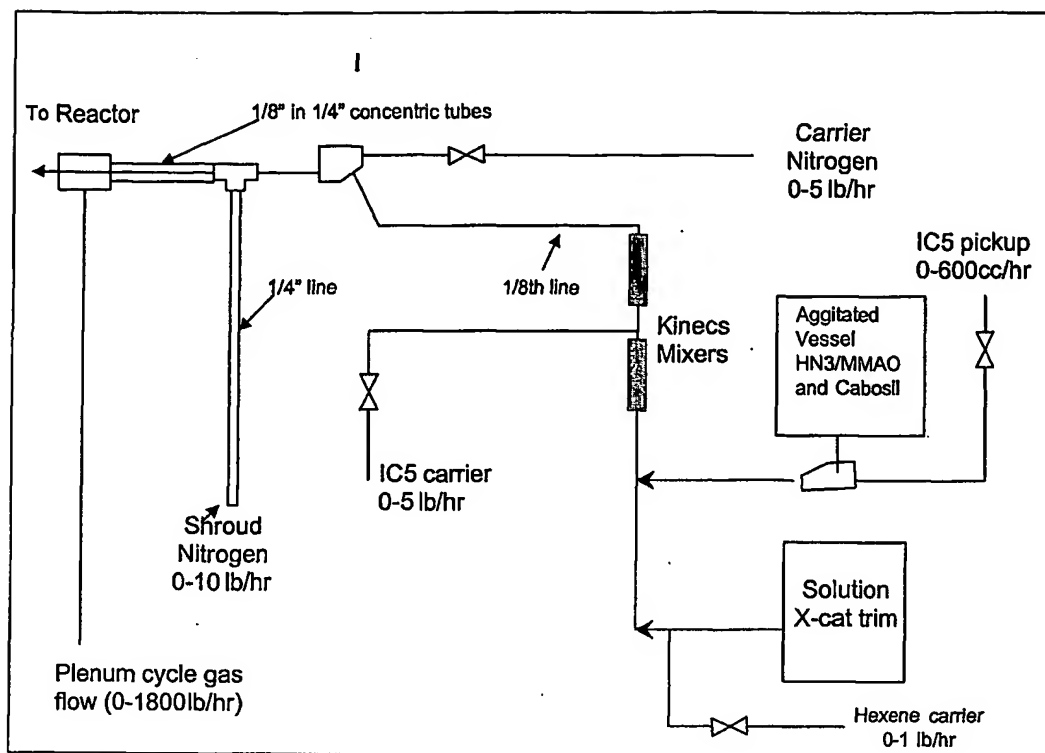 I
To Reactor
1/8" in 1/4" concentric tubes
Carrier
Nitrogen
0-5 lb/hr
IC5 pickup
0-600cc/hr
1/4" line
1/8th line
Kinecs
Mixers
Aggitated
Vessel
HN3/MMAO
and Cabosil
IC5 carrier
0-5 lb/hr
Shroud
Nitrogen
0-10 lb/hr
Solution
X-cat trim
Plenum cycle gas
flow (0-1800lb/hr)
Hexene carrier
0-1 lb/hr